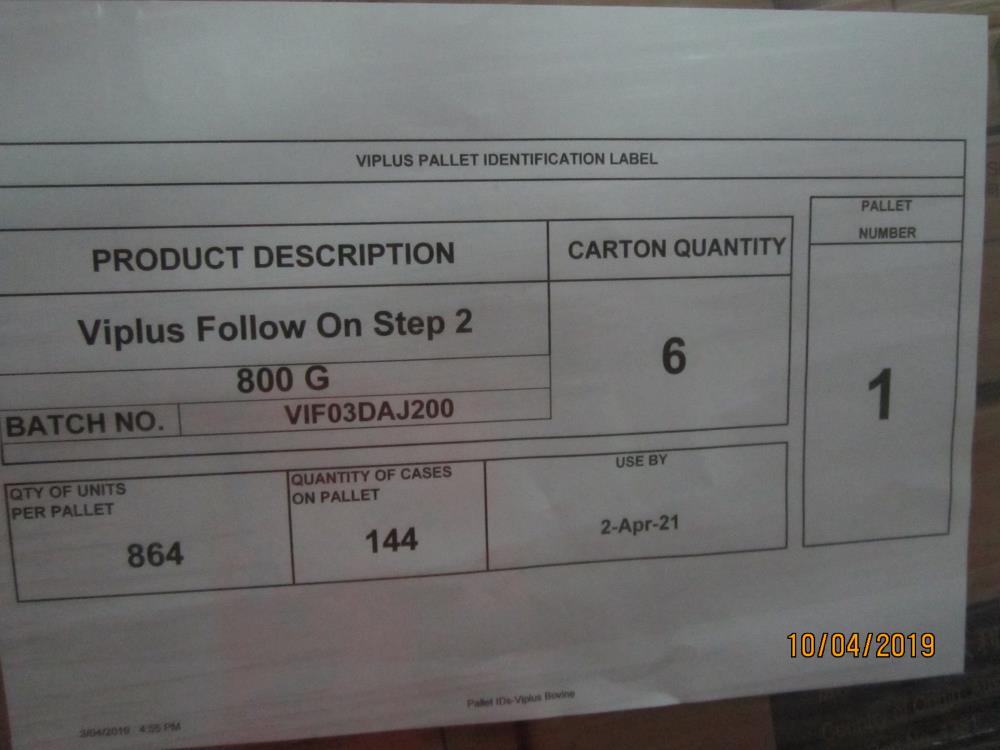 VIPLUS PALLET IDENTIFICATION LABEL
PALLET
NUMBER
1
PRODUCT DESCRIPTION
CARTON QUANTITY
Viplus Follow On Step 2
800 G
6
BATCH NO.
VIF03DAJ200
QTY OF UNITS
PER PALLET
864
QUANTITY OF CASES
ON PALLET
144
USE BY
2-Apr-21
10/04/2019
Pallet IDs-Viplus Bovine
3/04/2019 4:55 PM